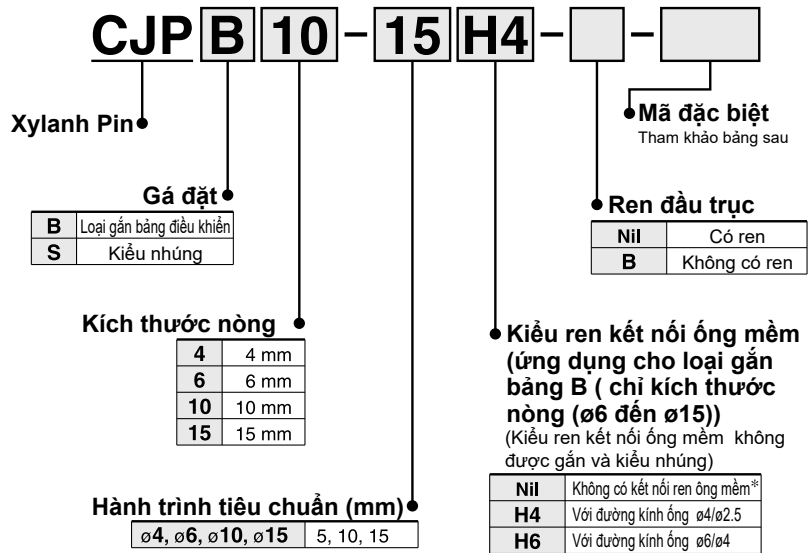 CJP B 10 – 15 H4 –  –
Xylanh Pin
Mã đặc biệt
Tham khảo bảng sau
Gá đặt
B Loại gắn bảng điều khiển
S Kiểu nhúng
Ren đầu trục
Nil Có ren
B Không có ren
Kích thước nòng
4 4 mm
6 6 mm
10 10 mm
15 15 mm
Kiểu ren kết nối ống mềm
(ứng dụng cho loại gắn
bảng B ( chỉ kích thước
nòng (ø6 đến ø15))
(Kiểu ren kết nối ống mềm không
được gắn và kiểu nhúng)
Nil Không có kết nối ren ông mềm*
H4 Với đường kính ống ø4/ø2.5
H6 Với đường kính ống ø6/ø4
Hành trình tiêu chuẩn (mm)
ø4, ø6, ø10, ø15 5, 10, 15